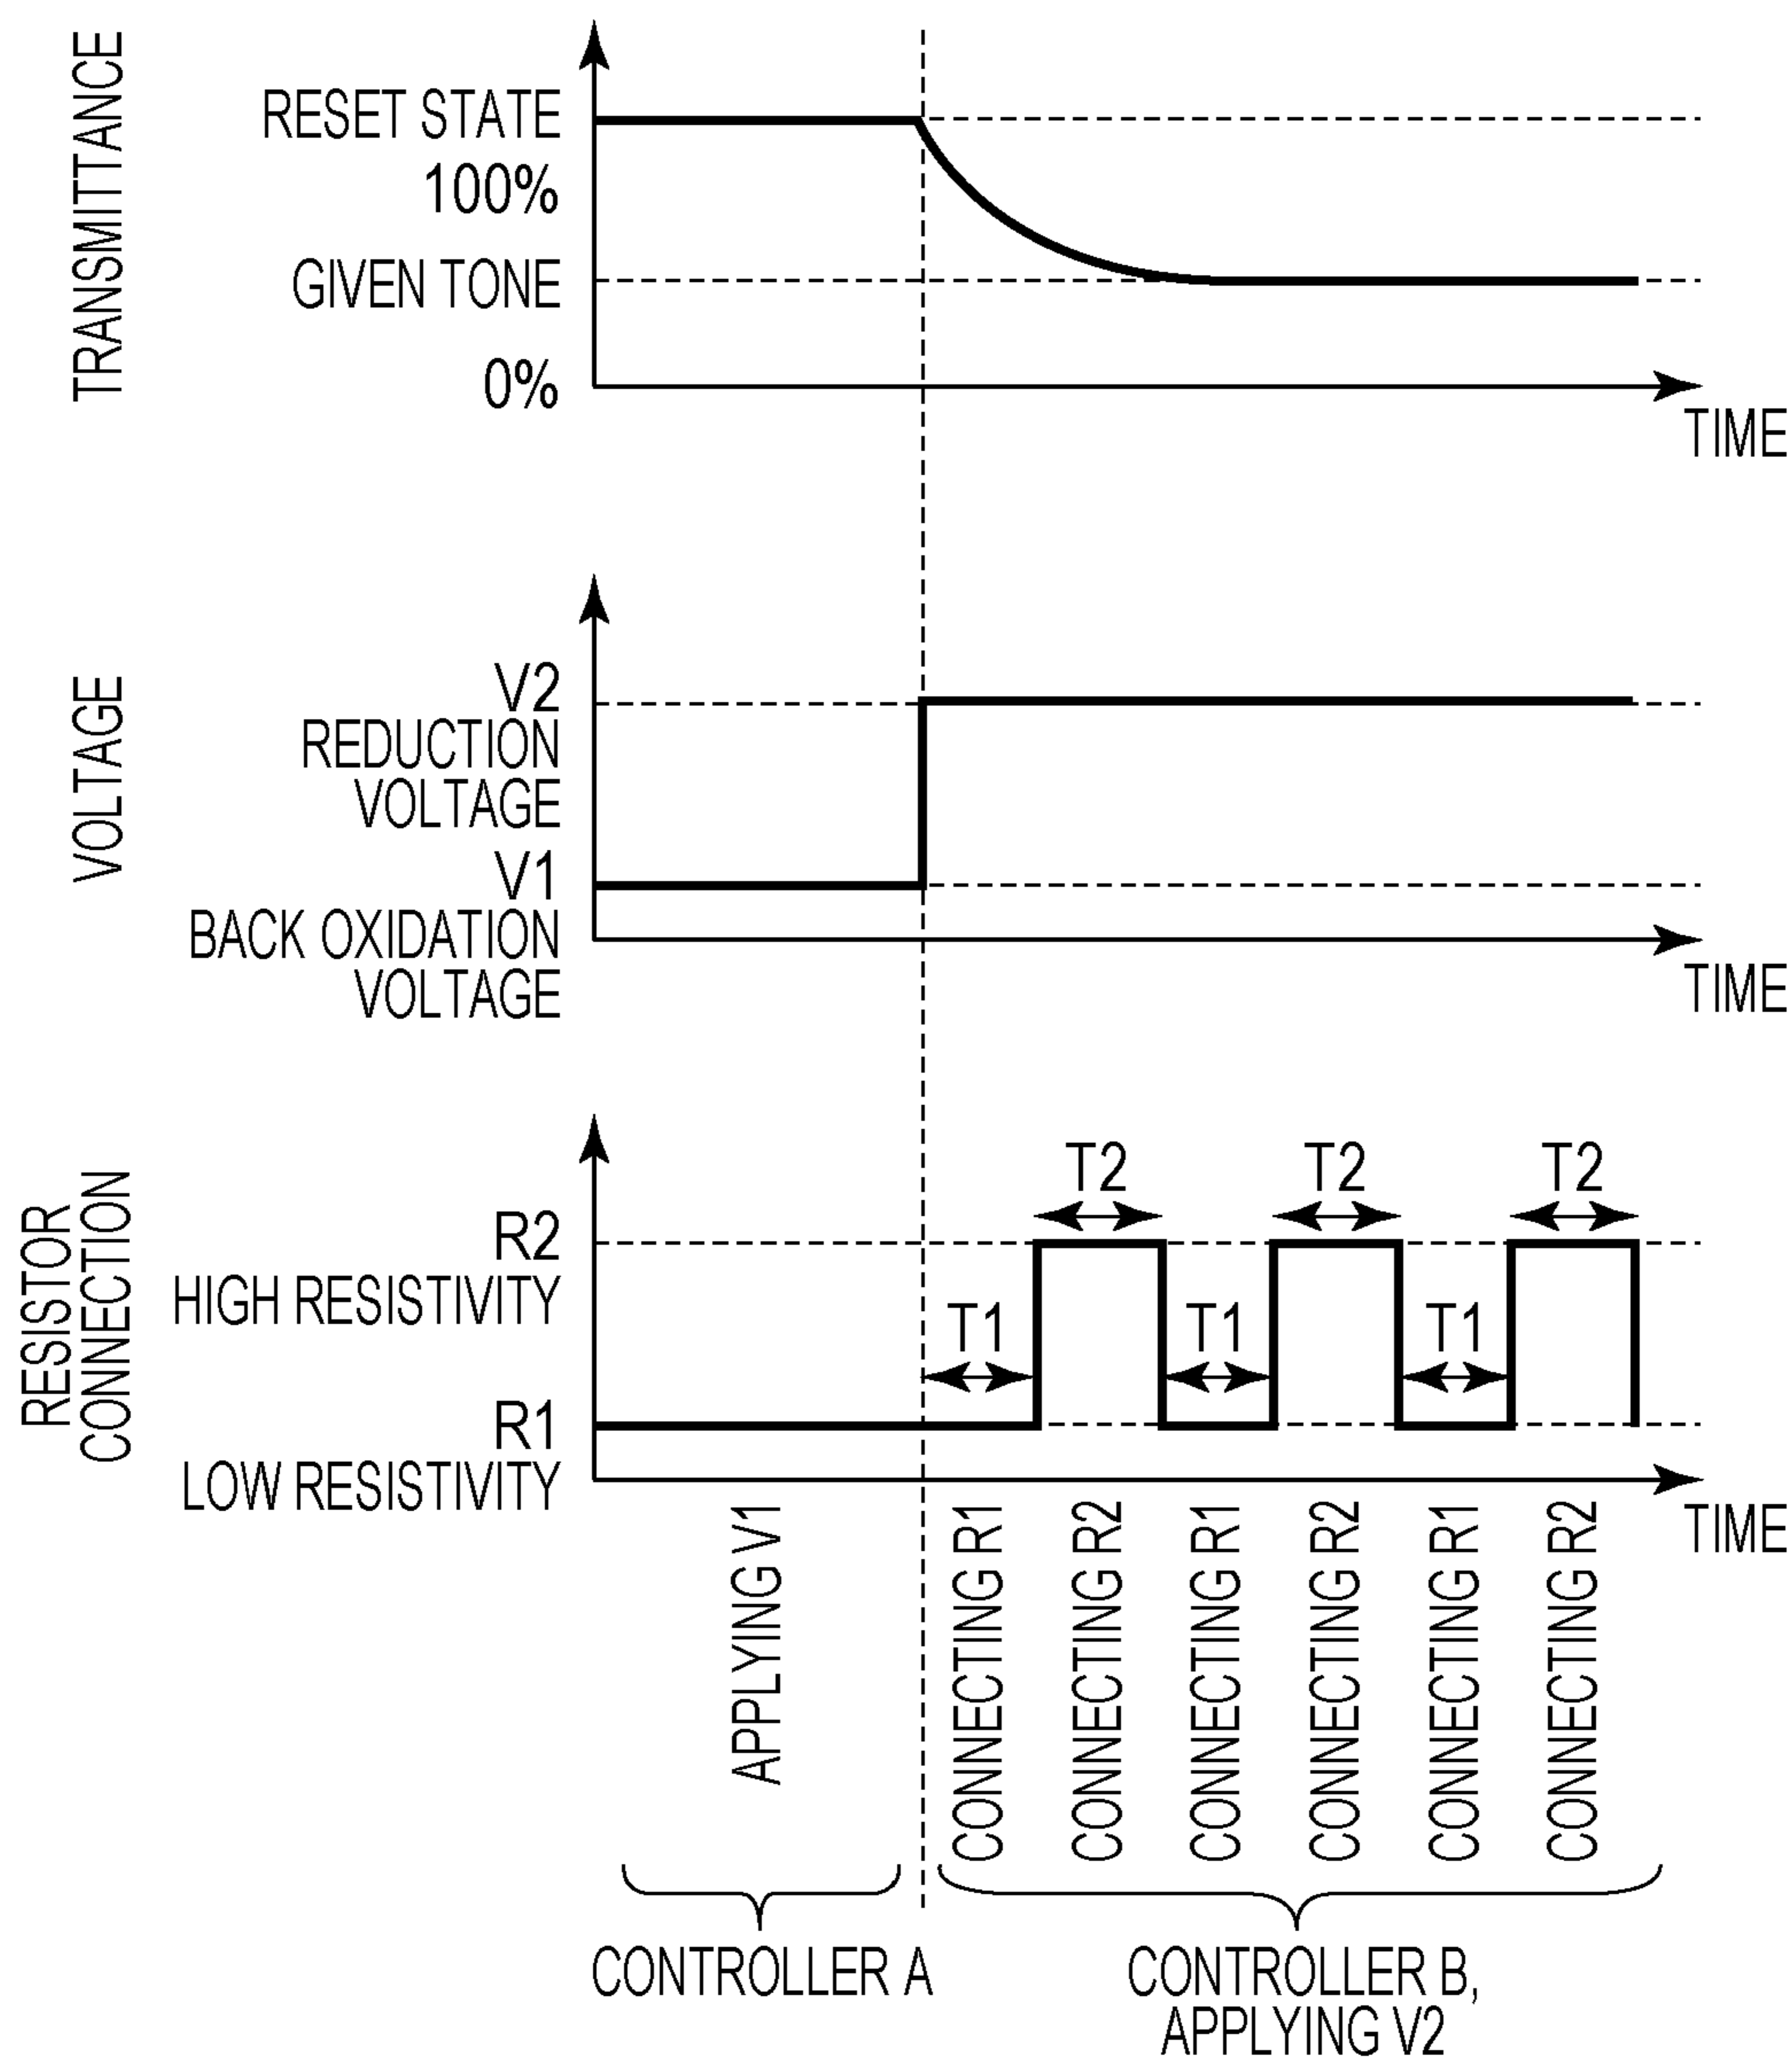 TRANSMITTANCE
RESET STATE
100%
GIVEN TONE
0%
TIME
VOLTAGE
V2
REDUCTION
VOLTAGE
V1
BACK OXIDATION
VOLTAGE
TIME
RESISTOR
CONNECTION
T2
T2
T2
R2
HIGH RESISTIVITY
T1
T1
T1
R1
LOW RESISTIVITY
TIME
APPLYING V1
CONNECTING R1
CONNECTING R2
CONNECTING R1
CONNECTING R2
CONNECTING R1
CONNECTING R2
CONTROLLER A
CONTROLLER B,
APPLYING V2